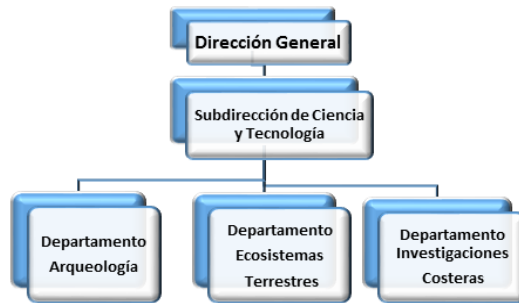 Dirección General
Subdirección de Ciencia
y Tecnología
Departamento
Arqueología
Departamento
Ecosistemas
Terrestres
Departamento
Investigaciones
Costeras